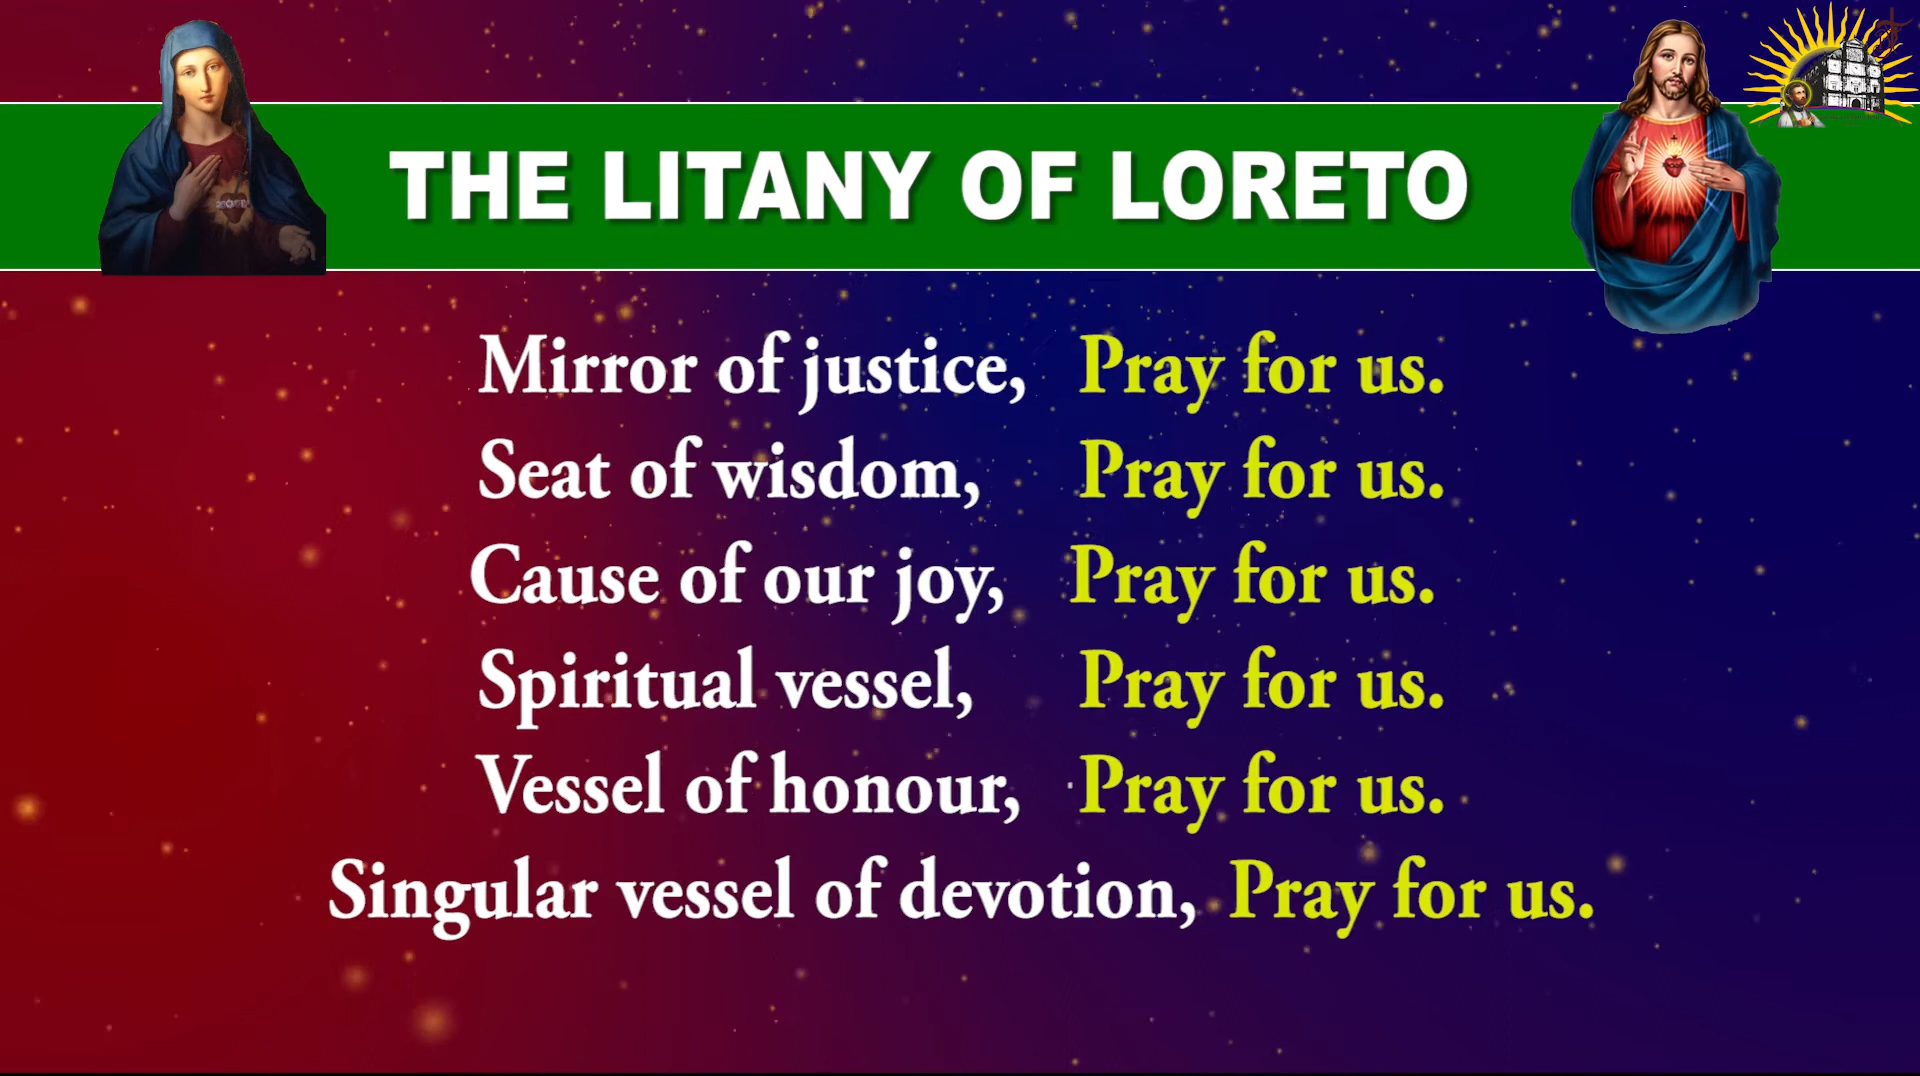 THE LITANY OF LORETO
Mirror of justice, Pray for us.
Seat of wisdom, Pray for us.
Cause of our joy, Pray for us.
Spiritual vessel, Pray for us.
Vessel of honour, Pray for us.
Singular vessel of devotion, Pray for us.